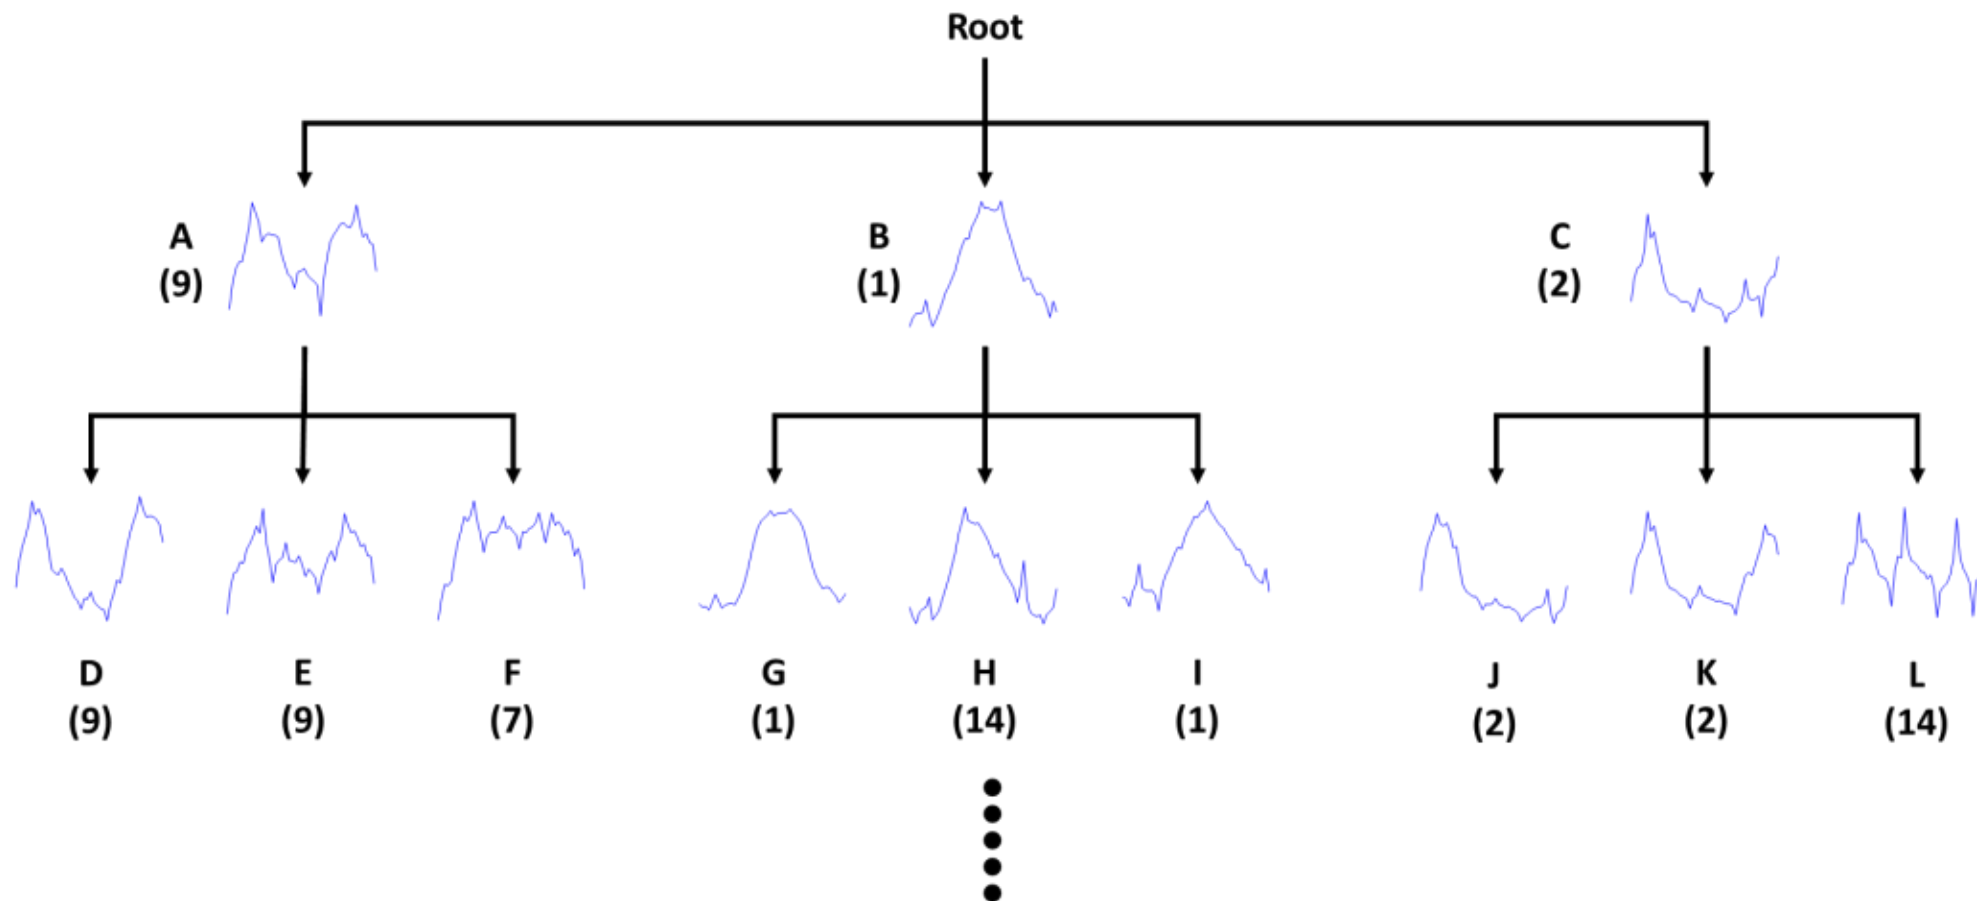 Root
A
(9)
B
(1)
C
(2)
D
(9)
E
(9)
F
(7)
G
(1)
H
(14)
I
(1)
J
(2)
K
(2)
L
(14)